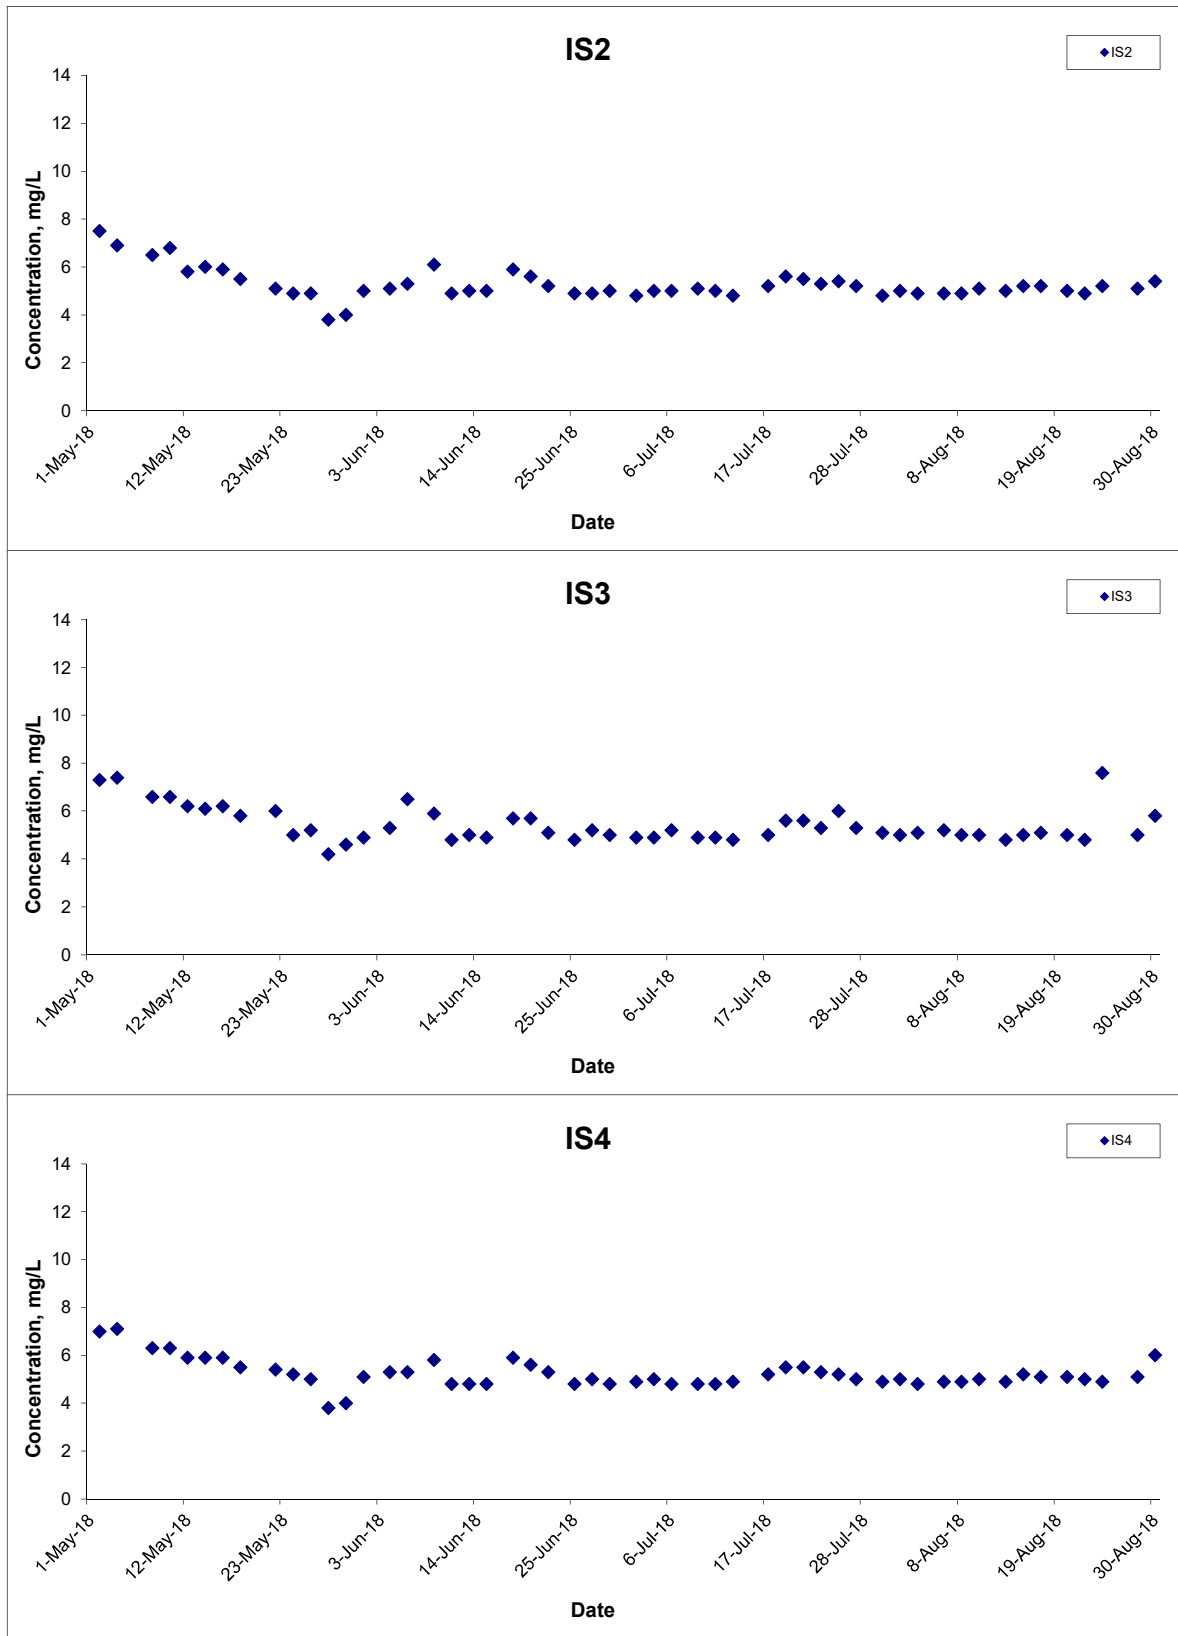 IS2
IS2
14
12
10
8
6
4
2
0
Concentration, mg/L
1-May-18
12-May-18
23-May-18
3-Jun-18
14-Jun-18
25-Jun-18
6-Jul-18
17-Jul-18
28-Jul-18
8-Aug-18
19-Aug-18
30-Aug-18
Date
IS3
IS3
14
12
10
8
6
4
2
0
Concentration, mg/L
1-May-18
12-May-18
23-May-18
3-Jun-18
14-Jun-18
25-Jun-18
6-Jul-18
17-Jul-18
28-Jul-18
8-Aug-18
19-Aug-18
30-Aug-18
Date
IS4
IS4
14
12
10
8
6
4
2
0
Concentration, mg/L
1-May-18
12-May-18
23-May-18
3-Jun-18
14-Jun-18
25-Jun-18
6-Jul-18
17-Jul-18
28-Jul-18
8-Aug-18
19-Aug-18
30-Aug-18
Date